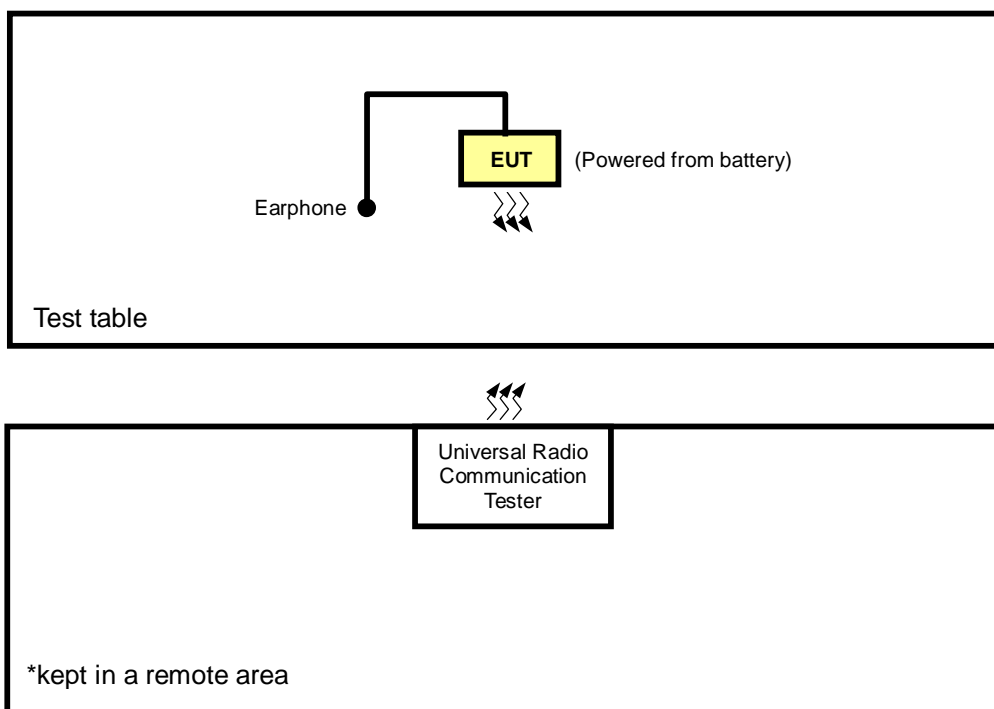 EUT
(Powered from battery)
Earphone
Test table
Universal Radio
Communication
Tester
*kept in a remote area